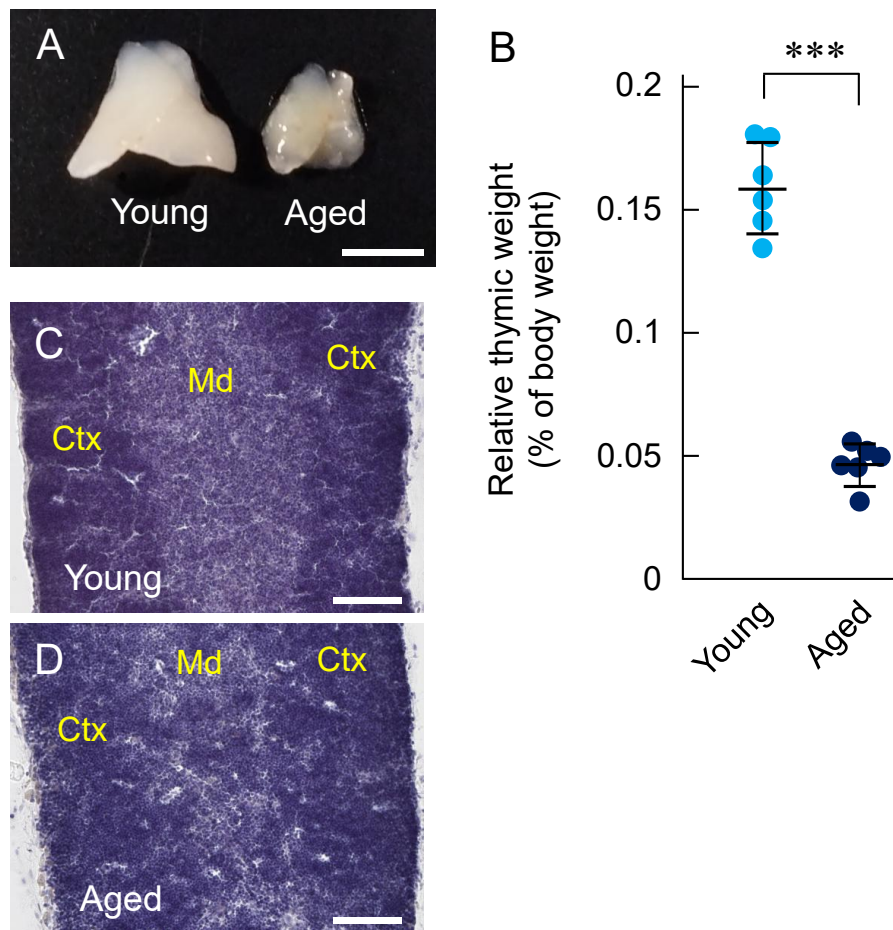 A
Young
Aged
B
***
Relative thymic weight
(% of body weight)
0.2
0.15
0.1
0.05
0
Young
Aged
C
Ctx
Md
Ctx
Young
D
Md
Ctx
Ctx
Aged